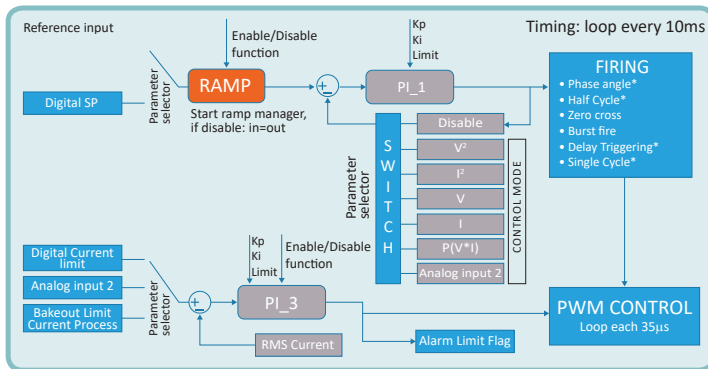 Reference input
Timing: loop every 10ms
Enable/Disable
function
Kp
Ki
Limit
Parameter
selector
Digital SP
RAMP
Start ramp manager,
if disable: in=out
PI_1
FIRING
• Phase angle*
• Half Cycle*
• Zero cross
• Burst fire
• Delay Triggering*
• Single Cycle*
Parameter
selector
SWITCH
Disable
V²
I²
V
I
P(V*I)
Analog input 2
CONTROL MODE
Digital Current
limit
Analog input 2
Bakeout Limit
Current Process
Parameter
selector
Kp
Ki
Limit
Enable/Disable
function
PI_3
RMS Current
Alarm Limit Flag
PWM CONTROL
Loop each 35µs